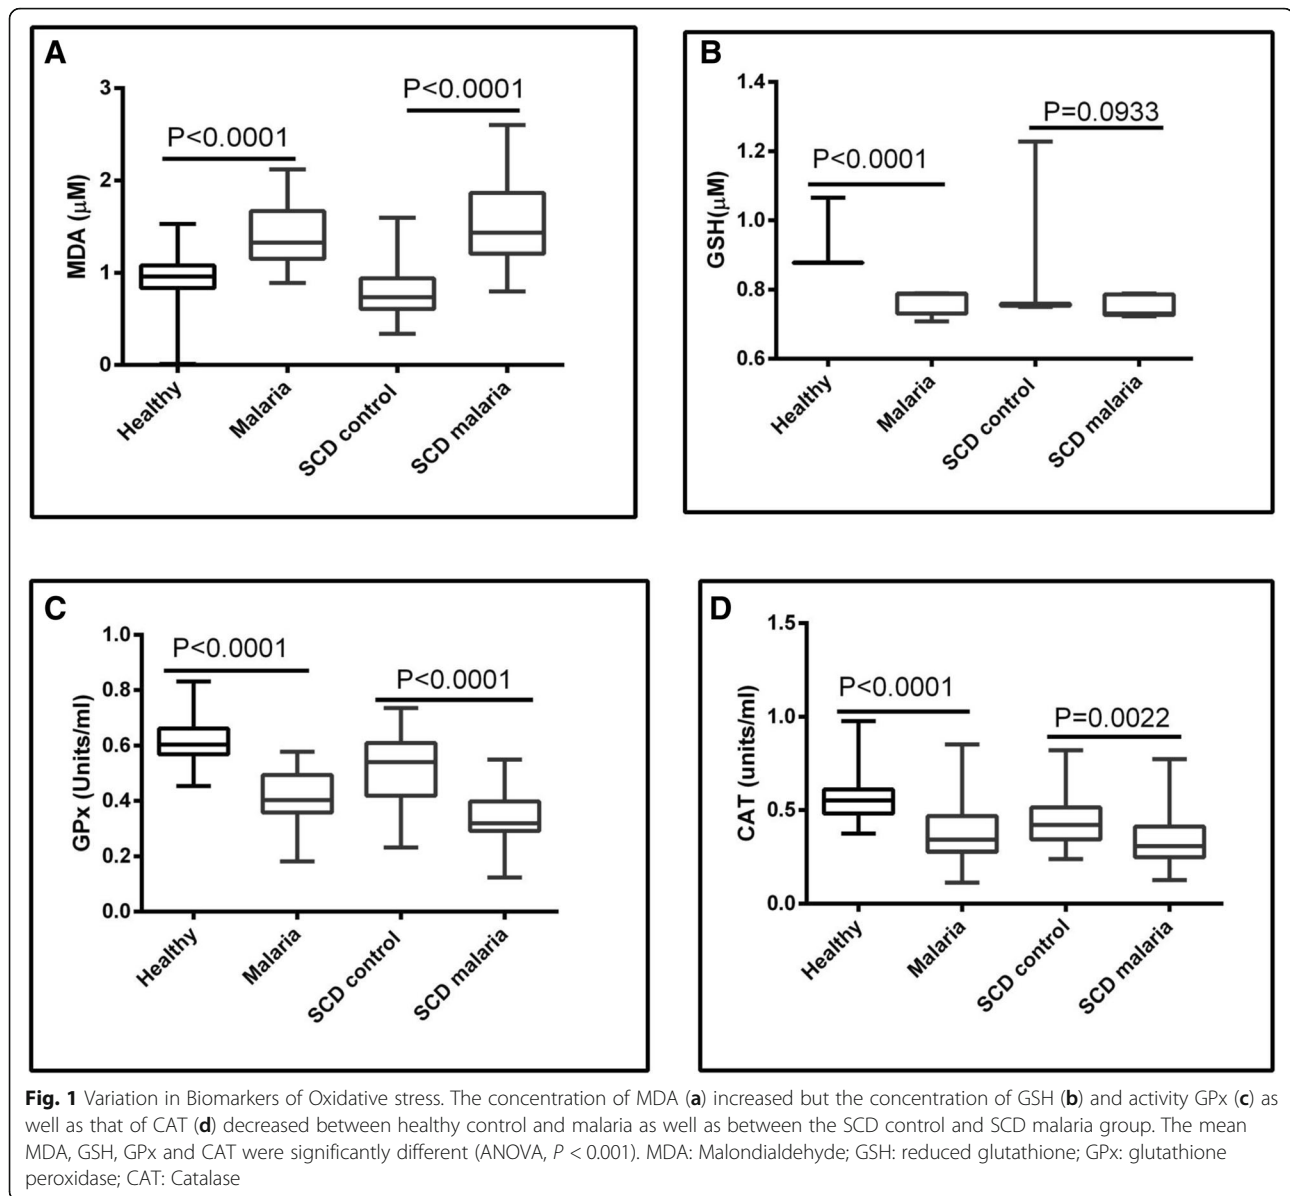 A
MDA (μM)
3
2
1
0
P<0.0001
P<0.0001
Healthy
Malaria
SCD control
SCD malaria
B
GSH(μM)
1.4
1.2
1.0
0.8
0.6
P<0.0001
P=0.0933
Healthy
Malaria
SCD control
SCD malaria
C
GPx (Units/ml)
1.0
0.8
0.6
0.4
0.2
0.0
P<0.0001
P<0.0001
Healthy
Malaria
SCD control
SCD malaria
D
CAT (units/ml)
1.5
1.0
0.5
0.0
P<0.0001
P=0.0022
Healthy
Malaria
SCD control
SCD malaria
Fig. 1 Variation in Biomarkers of Oxidative stress. The concentration of MDA (a) increased but the concentration of GSH (b) and activity GPx (c) as
well as that of CAT (d) decreased between healthy control and malaria as well as between the SCD control and SCD malaria group. The mean
MDA, GSH, GPx and CAT were significantly different (ANOVA, P < 0.001). MDA: Malondialdehyde; GSH: reduced glutathione; GPx: glutathione
peroxidase; CAT: Catalase